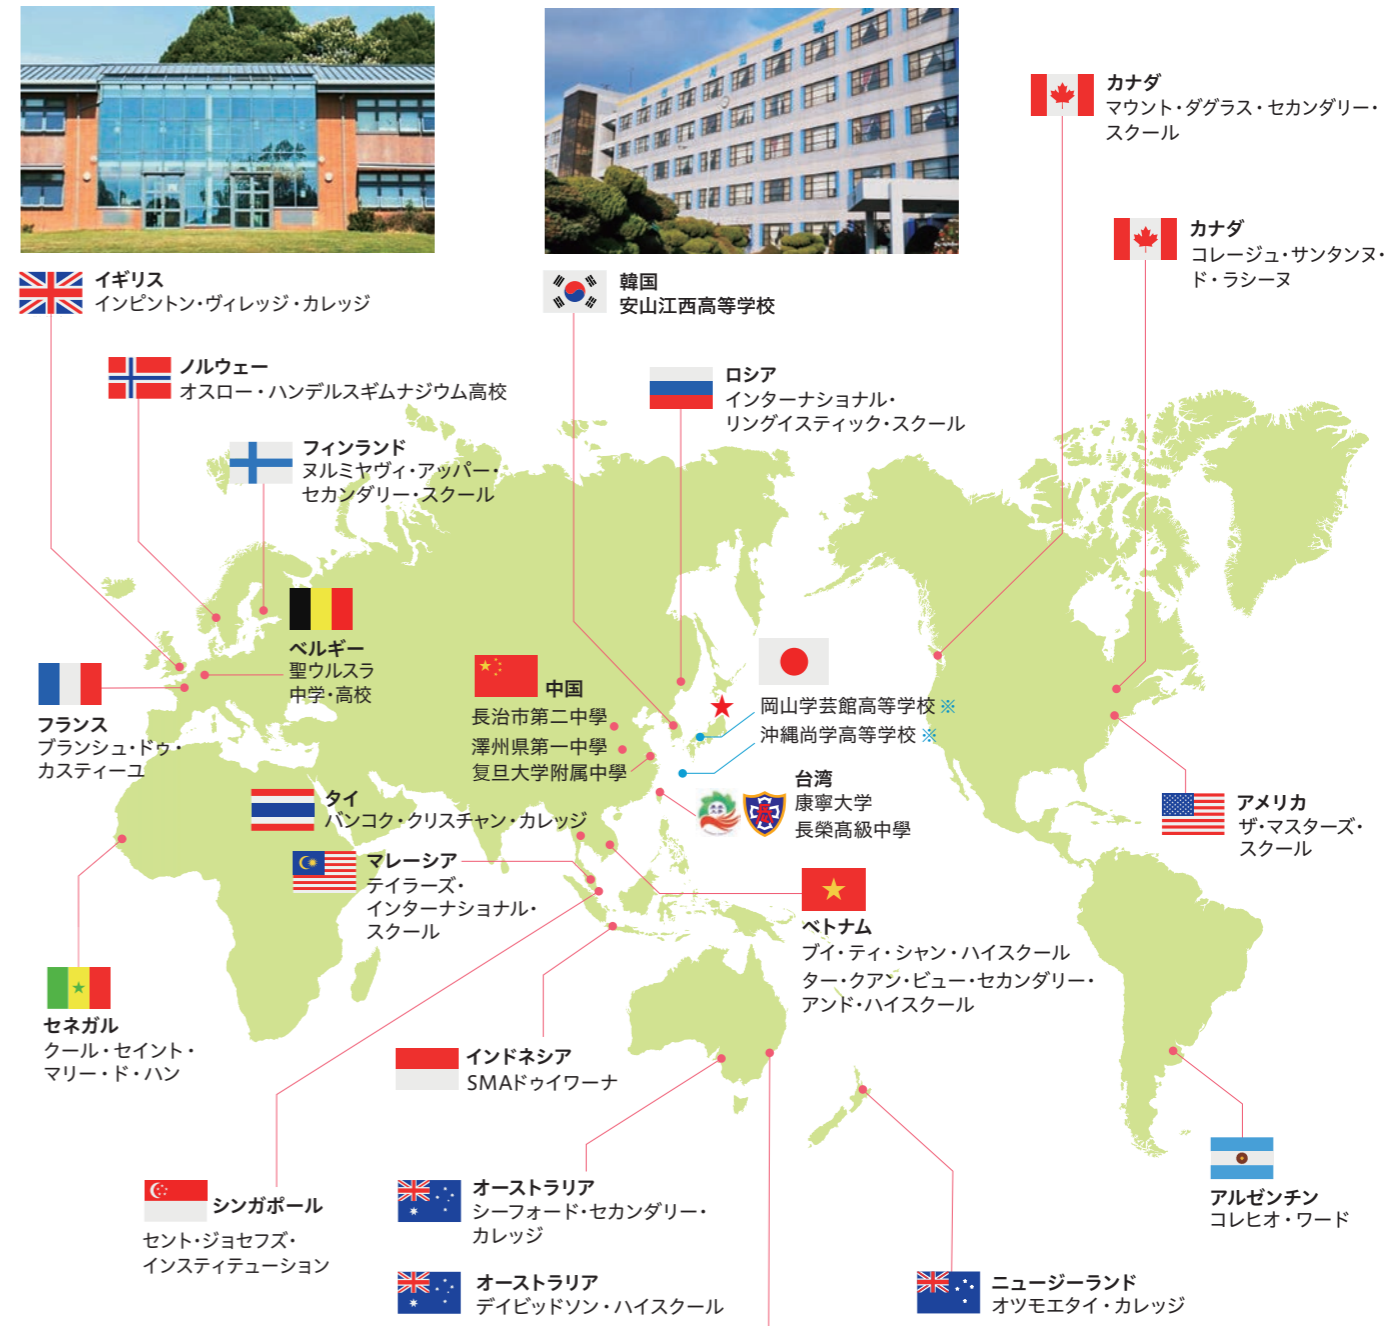 カナダ
マウント・ダグラス・セカンダリー・
スクール
カナダ
コレージュ・サンタンヌ・
ド・ラシーヌ
イギリス
インピントン・ヴィレッジ・カレッジ
韓国
安山江西高等学校
ノルウェー
オスロー・ハンデルスギムナジウム高校
ロシア
インターナショナル・
リングイスティック・スクール
フィンランド
ヌルミヤヴィ・アッパー・
セカンダリー・スクール
ベルギー
聖ウルスラ
中学・高校
フランス
ブランシュ・ドゥ・
カスティーユ
中国
長治市第二中學
澤州県第一中學
复旦大学附属中學
岡山学芸館高等学校※
沖縄尚学高等学校※
台湾
康寧大学
長榮高級中學
タイ
バンコク・クリスチャン・カレッジ
マレーシア
テイラーズ・
インターナショナル・
スクール
アメリカ
ザ・マスターズ・
スクール
ベトナム
ブイ・ティ・シャン・ハイスクール
ター・クアン・ビュー・セカンダリー・
アンド・ハイスクール
セネガル
クール・セイント・
マリー・ド・ハン
インドネシア
SMAドゥイワーナ
シンガポール
セント・ジョセフズ・
インスティテューション
オーストラリア
シーフォード・セカンダリー・
カレッジ
オーストラリア
デイビッドソン・ハイスクール
ニュージーランド
オツモエタイ・カレッジ
アルゼンチン
コレヒオ・ワード